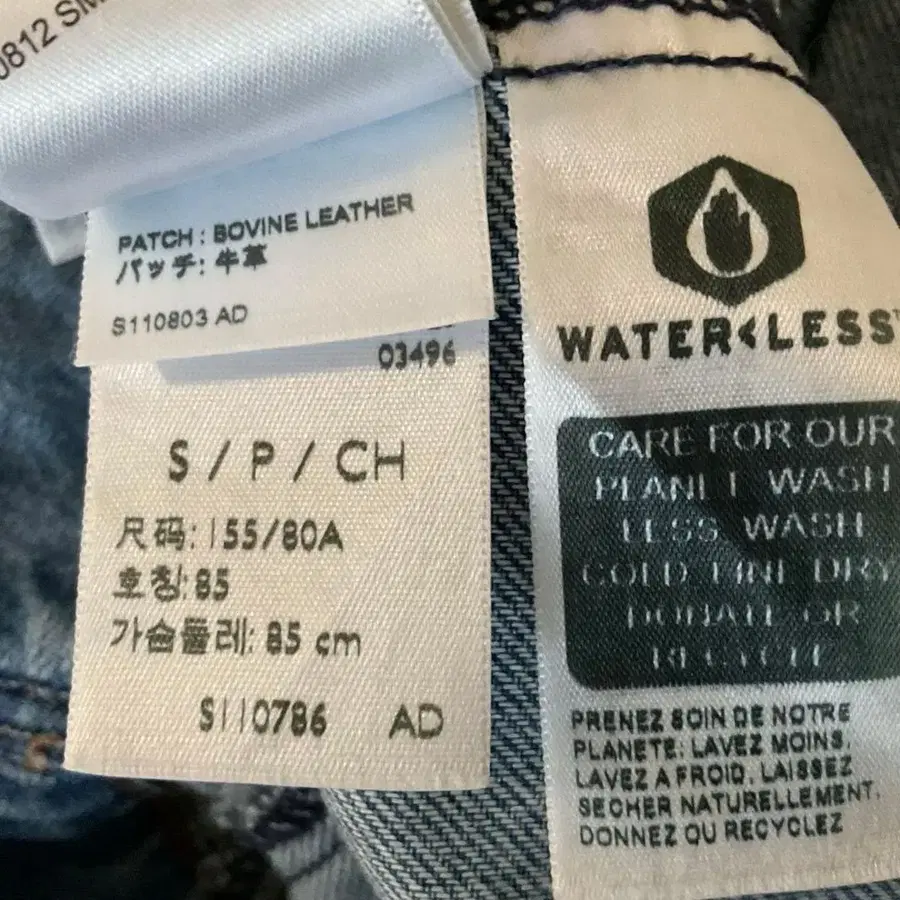 0812 SM
PATCH : BOVINE LEATHER
パッチ: 牛革
S110803 AD
03496
S / P / CH
尺码: 155/80A
호칭: 85
가슴둘레: 85 cm
S110786 AD
WATER<LESS™
CARE FOR OUR
PLANET WASH
LESS WASH
COLD LINE DRY
DONATE OR
RECYCLE
PRENEZ SOIN DE NOTRE
PLANETE: LAVEZ MOINS,
LAVEZ A FROID, LAISSEZ
SECHER NATURELLEMENT,
DONNEZ OU RECYCLEZ